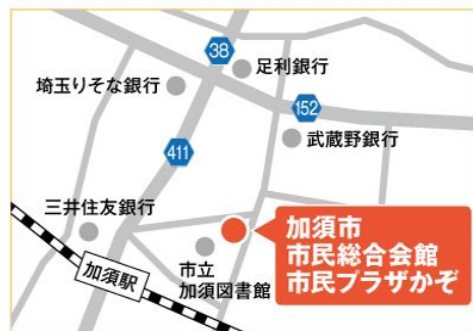 38
足利銀行
埼玉りそな銀行
152
武蔵野銀行
411
三井住友銀行
加須駅
市立
加須図書館
加須市
市民総合会館
市民プラザかぞ